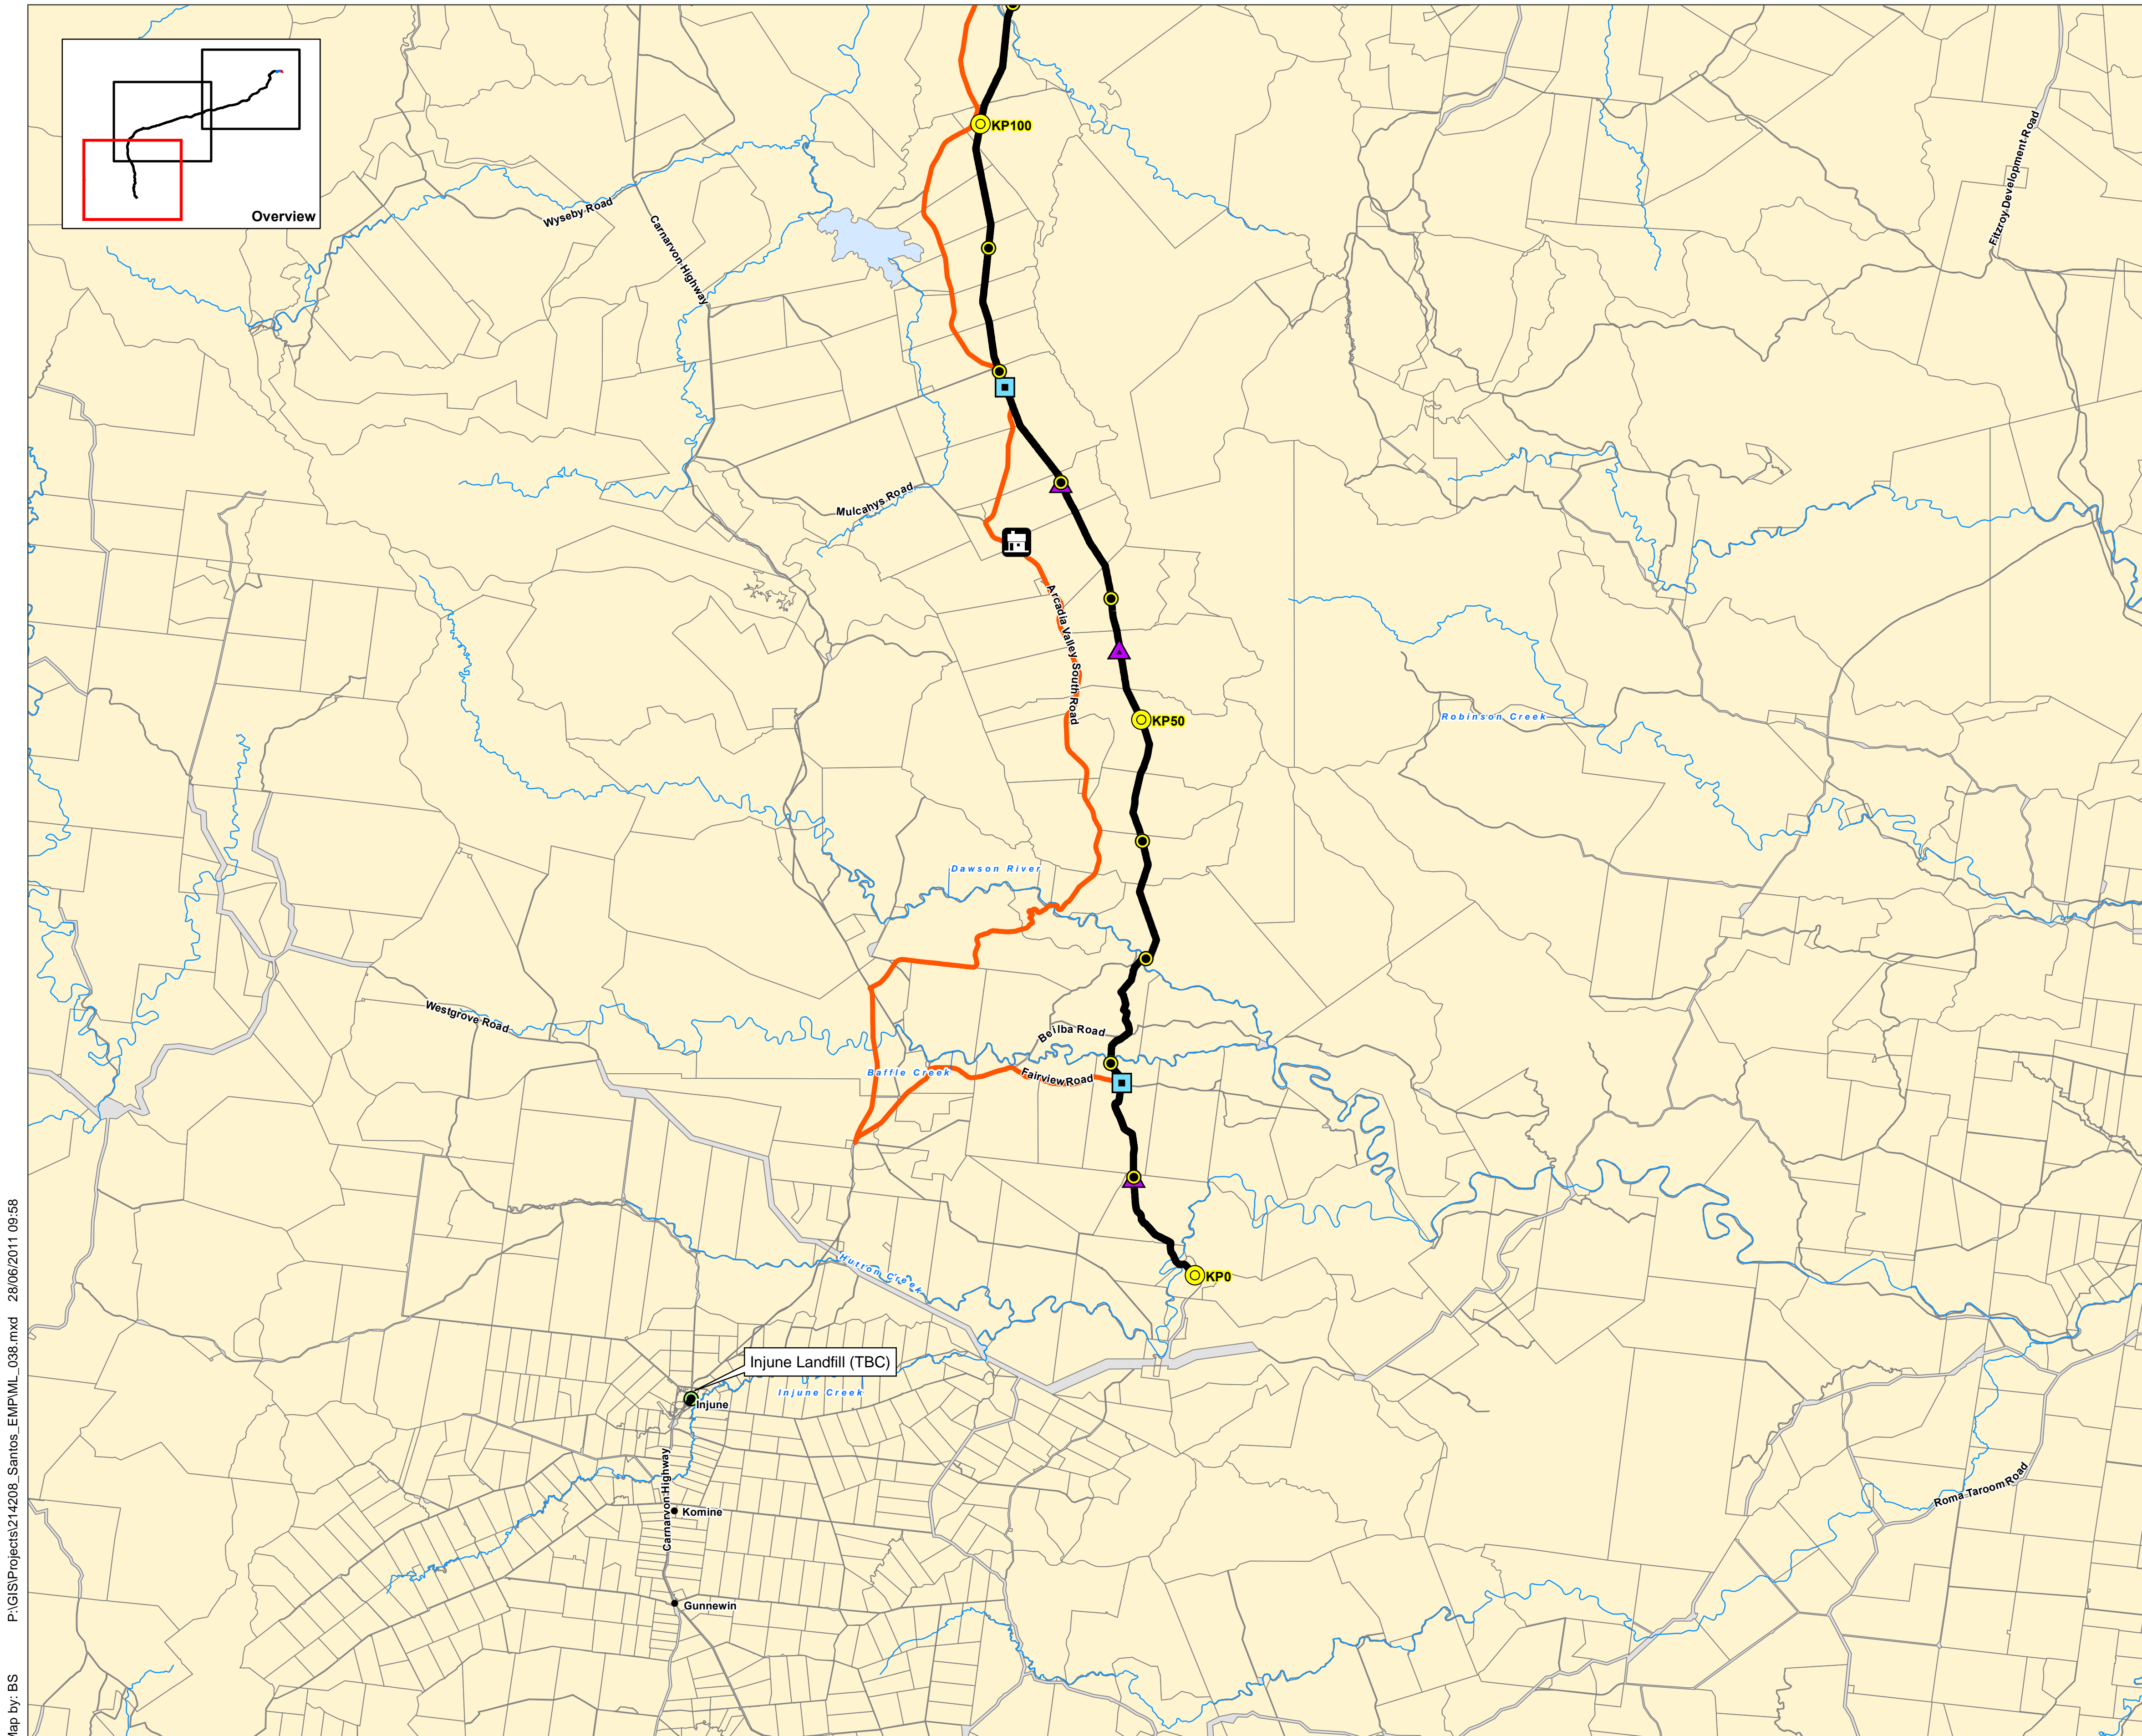 Overview
KP100
Wyseby Road
Carnarvon Highway
Fitzroy Development Road
Mulcahys Road
Arcadia Valley South Road
KP50
Robinson Creek
Dawson River
Westgrove Road
Beilba Road
Baffle Creek
Fairview Road
Hutton Creek
KP0
Injune Landfill (TBC)
Injune Creek
Injune
Carnarvon Highway
Komine
Roma Taroom Road
Gunnewin
Map by: BS P:\GIS\Projects\214208_Santos_EMP\ML_038.mxd 28/06/2011 09:58